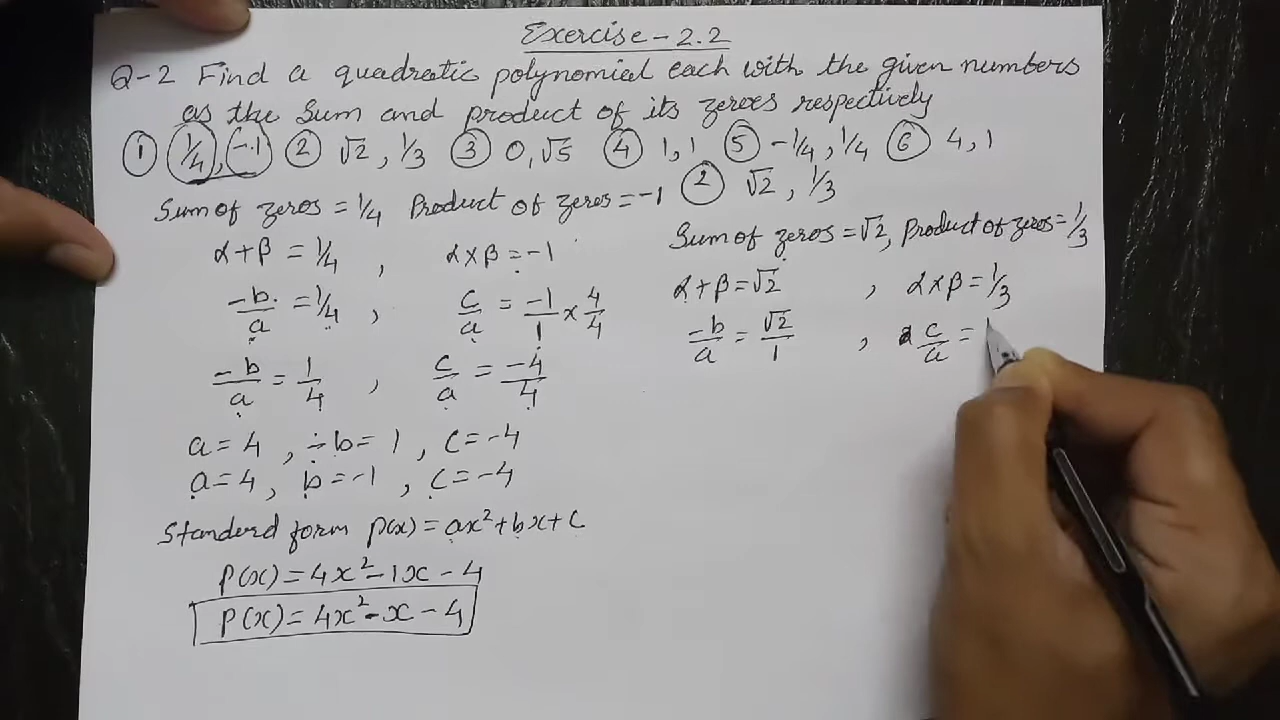 Exercise-2.2
Q-2 Find a quadratic polynomial each with the given numbers
as the Sum and product of its zeroes respectively
① 1/4, -1 ② √2, 1/3 ③ 0, √5 ④ 1, 1 ⑤ -1/4, 1/4 ⑥ 4, 1
Sum of zeros = 1/4 Product of zeros = -1
α+β = 1/4 , α×β = -1
-b/a = 1/4 , c/a = -1/1 × 4/4
-b/a = 1/4 , c/a = -4/4
a = 4 , -b = 1 , c = -4
a = 4 , b = -1 , c = -4
Standerd form p(x) = ax²+bx+c
P(x) = 4x²-1x-4
P(x) = 4x²-x-4
② √2 , 1/3
Sum of zeros = √2, Product of zeros = 1/3
α+β = √2 , α×β = 1/3
-b/a = √2/1 , c/a =